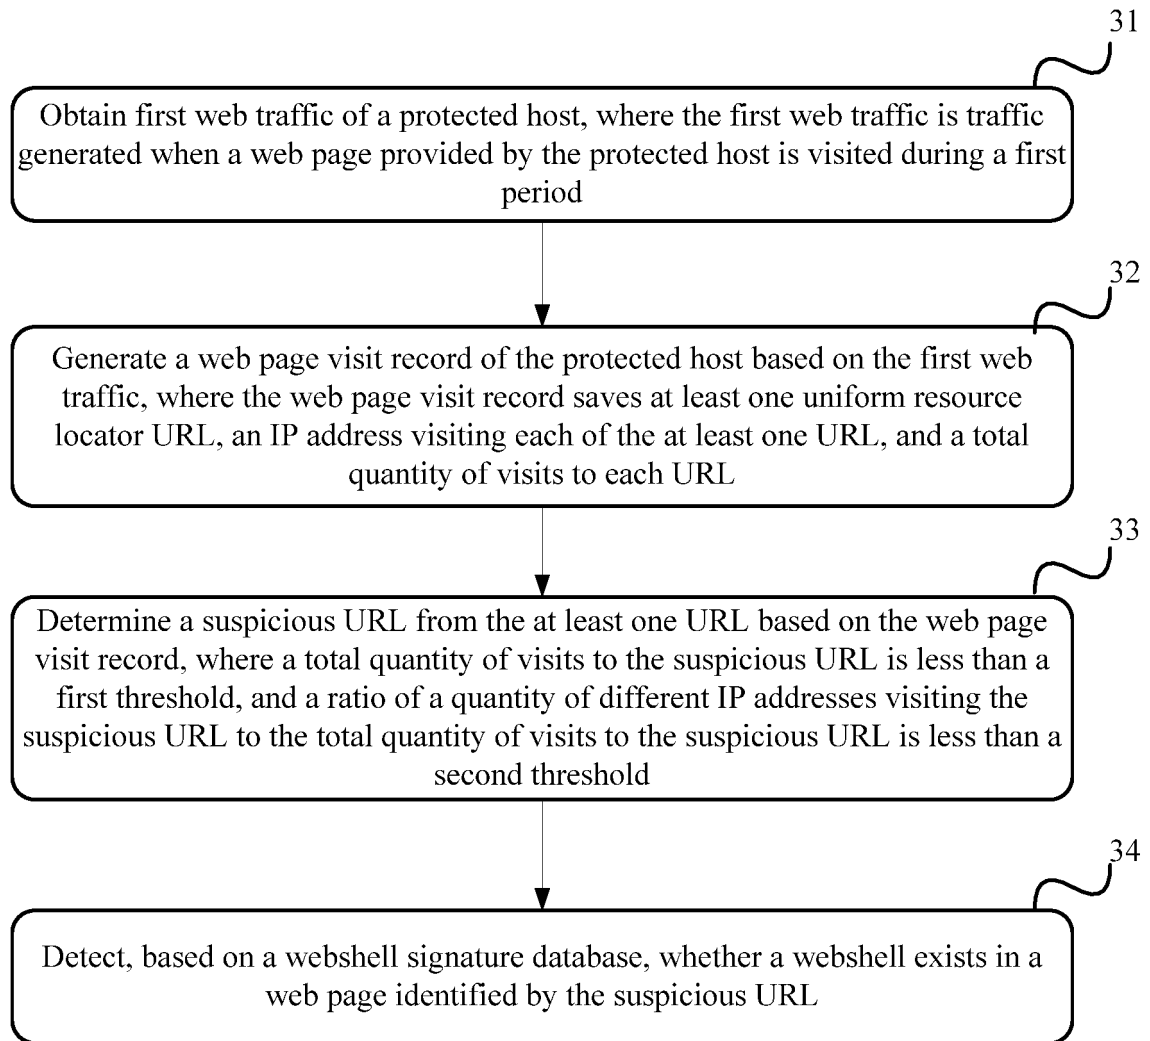 31
Obtain first web traffic of a protected host, where the first web traffic is traffic
generated when a web page provided by the protected host is visited during a first
period
32
Generate a web page visit record of the protected host based on the first web
traffic, where the web page visit record saves at least one uniform resource
locator URL, an IP address visiting each of the at least one URL, and a total
quantity of visits to each URL
33
Determine a suspicious URL from the at least one URL based on the web page
visit record, where a total quantity of visits to the suspicious URL is less than a
first threshold, and a ratio of a quantity of different IP addresses visiting the
suspicious URL to the total quantity of visits to the suspicious URL is less than a
second threshold
34
Detect, based on a webshell signature database, whether a webshell exists in a
web page identified by the suspicious URL